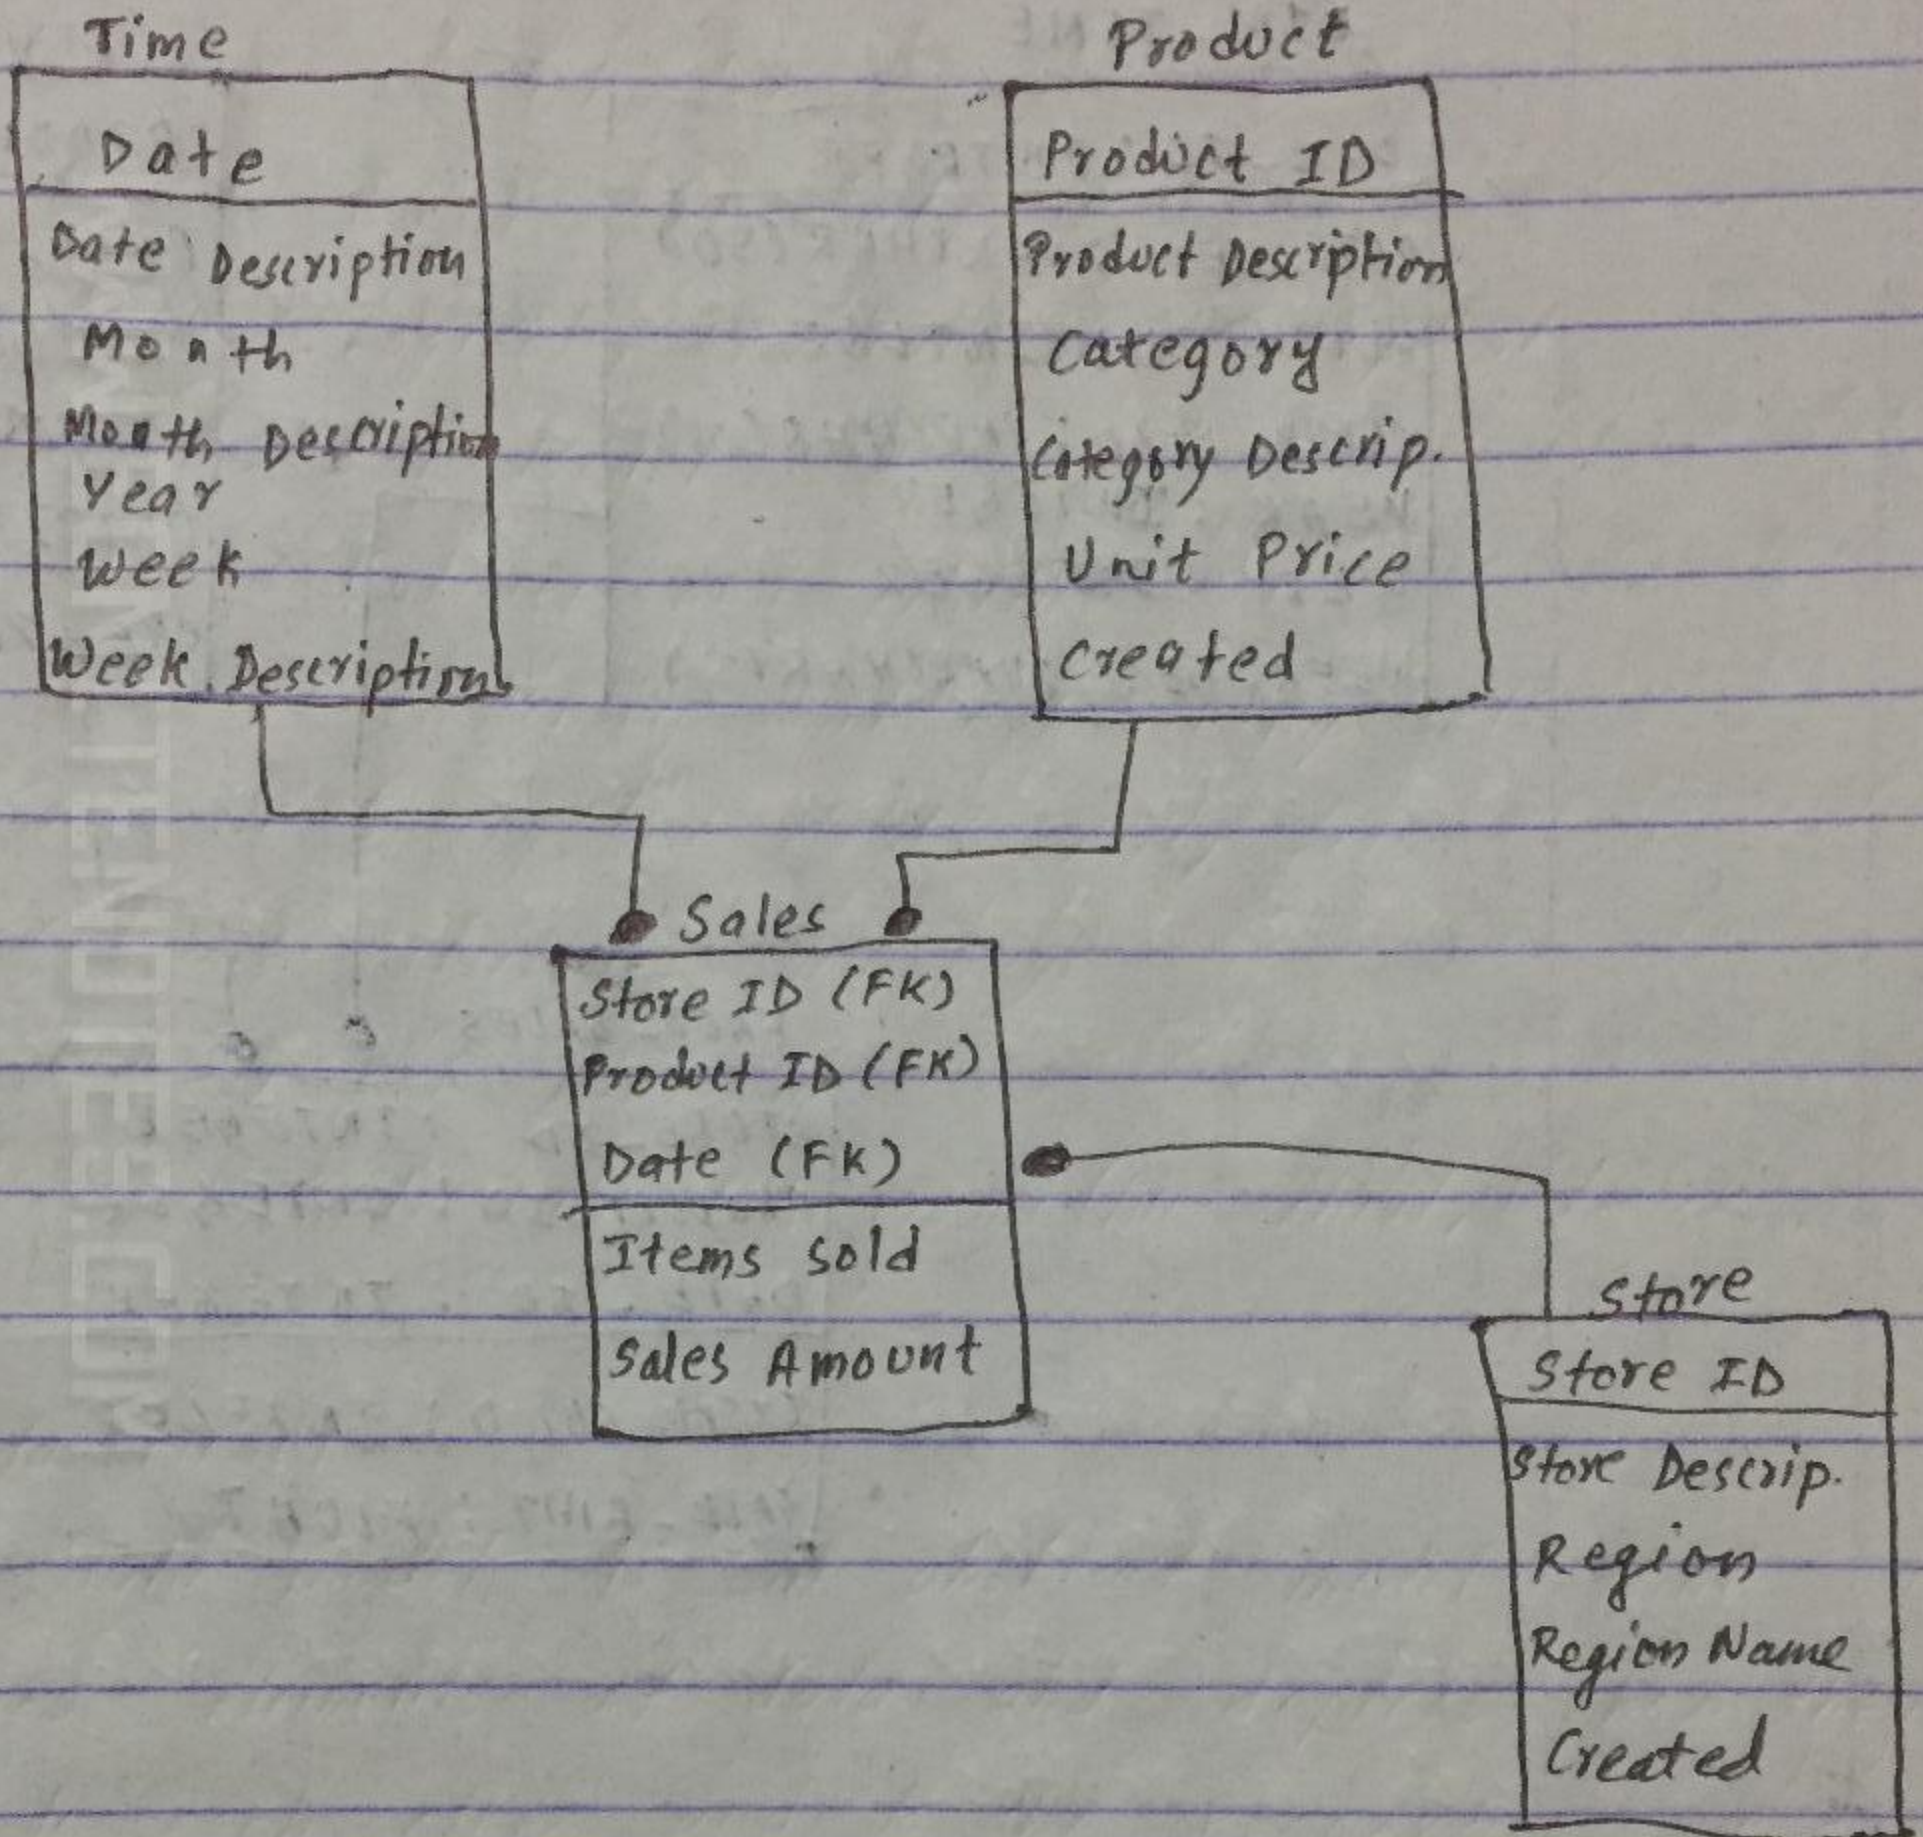 Time
Date
Date Description
Month
Month Description
Year
Week
Week Description
Product
Product ID
Product Description
Category
Category Descrip.
Unit Price
Created
Sales
Store ID (FK)
Product ID (FK)
Date (FK)
Items Sold
Sales Amount
Store
Store ID
Store Descrip.
Region
Region Name
Created